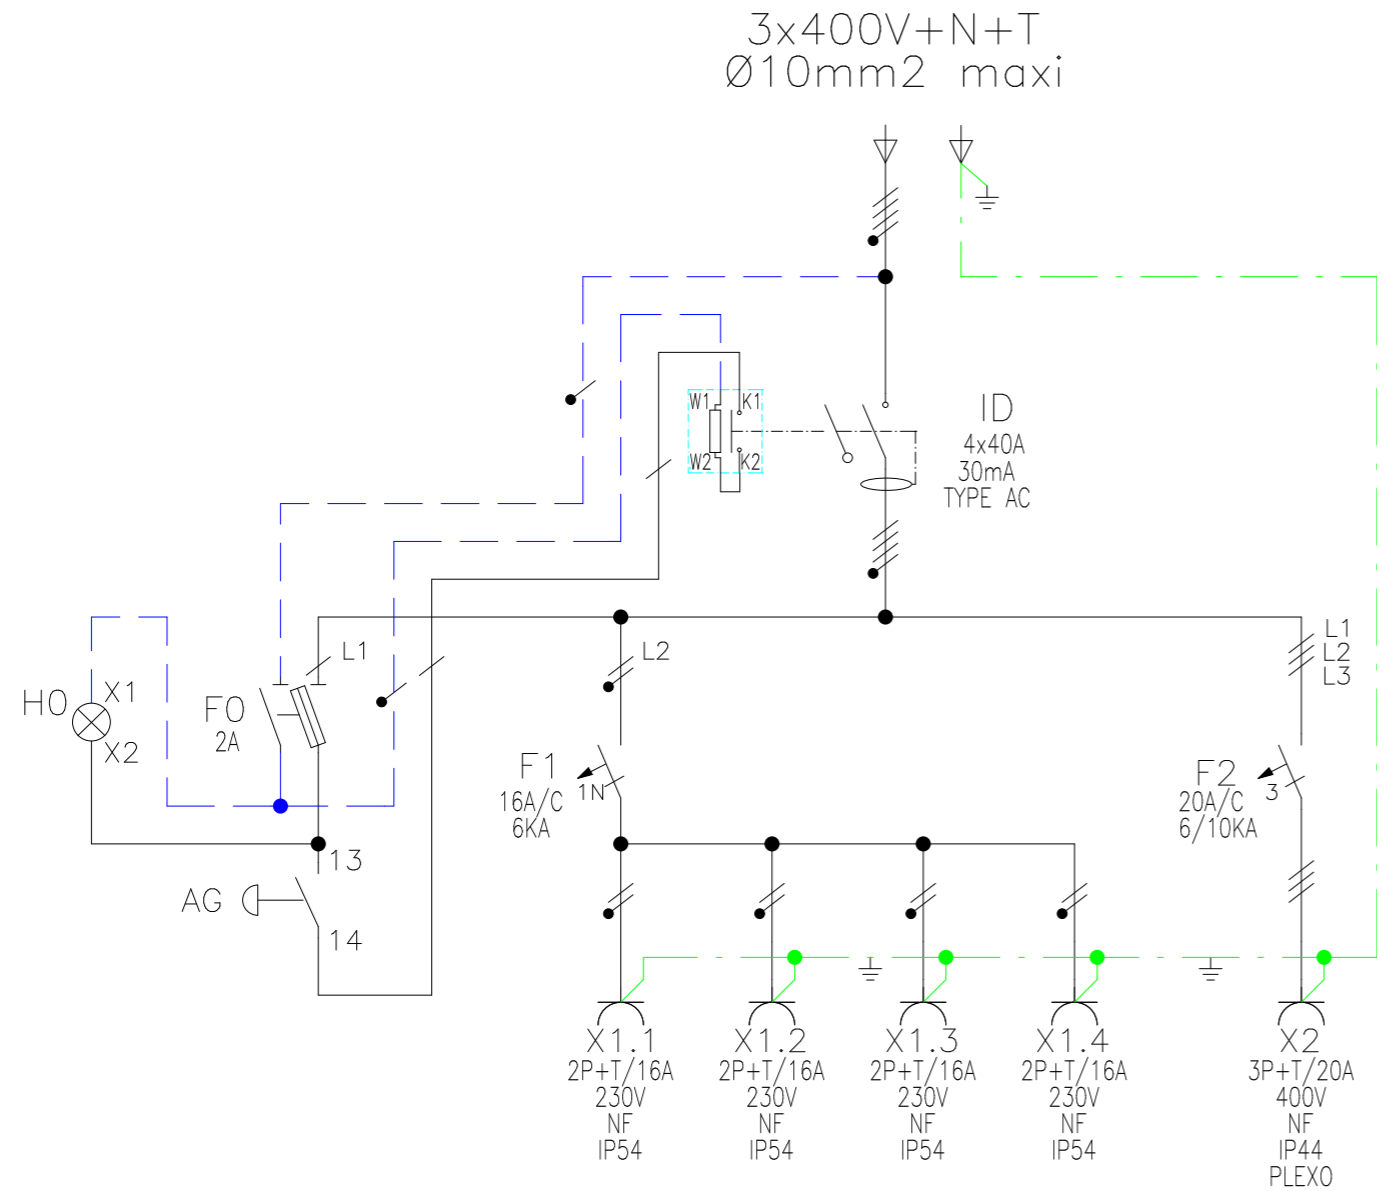 3x400V+N+T
Ø10mm2 maxi
W1
K1
W2
K2
ID
4x40A
30mA
TYPE AC
L1
L2
L1
L2
L3
H0
X1
X2
F0
2A
F1
16A/C
6KA
1N
F2
20A/C
6/10KA
3
13
AG
14
X1.1
2P+T/16A
230V
NF
IP54
X1.2
2P+T/16A
230V
NF
IP54
X1.3
2P+T/16A
230V
NF
IP54
X1.4
2P+T/16A
230V
NF
IP54
X2
3P+T/20A
400V
NF
IP44
PLEXO